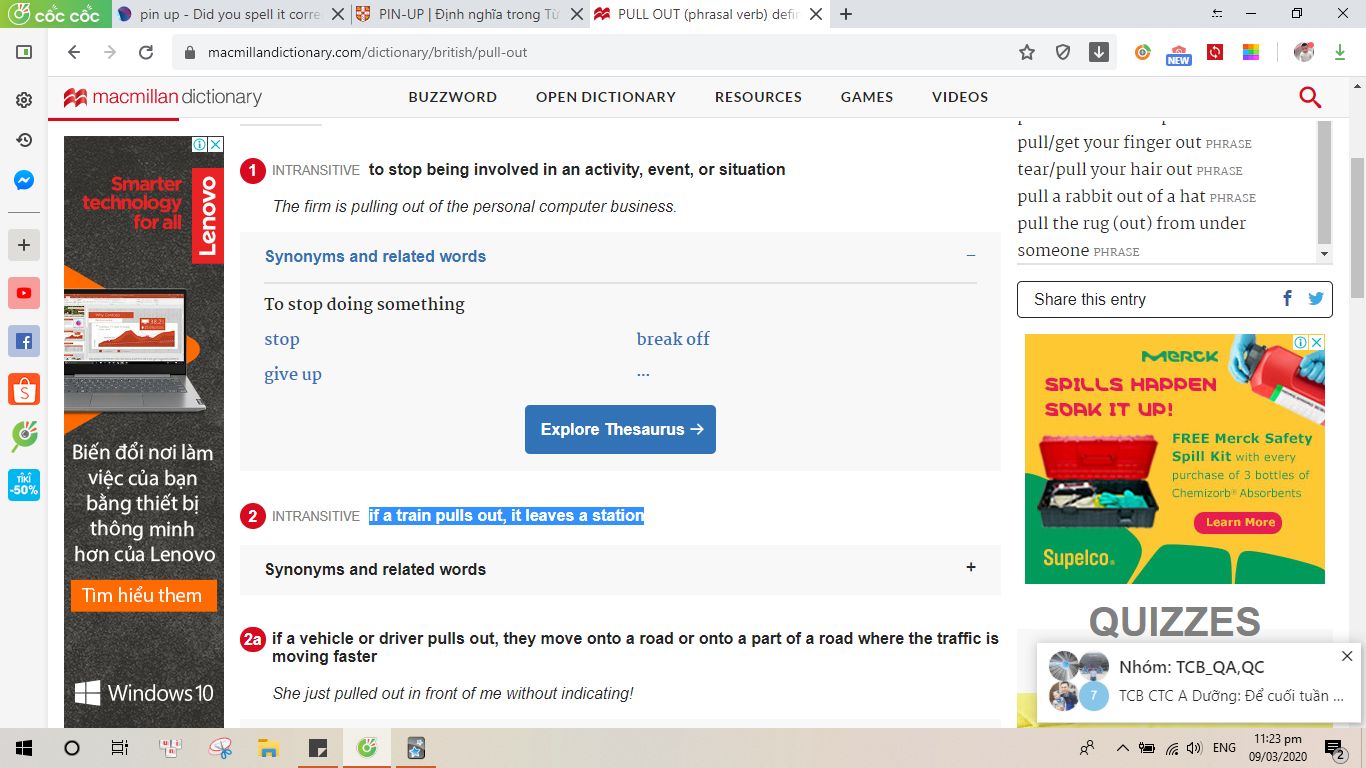 cốc cốc
pin up - Did you spell it corre
PIN-UP | Định nghĩa trong Từ
PULL OUT (phrasal verb) defin
macmillandictionary.com/dictionary/british/pull-out
NEW
macmillan dictionary
BUZZWORD
OPEN DICTIONARY
RESOURCES
GAMES
VIDEOS
TIKI
-50%
Smarter
technology
for all
Lenovo
Biến đổi nơi làm
việc của bạn
bằng thiết bị
thông minh
hơn của Lenovo
Tìm hiểu thêm
Windows 10
1 INTRANSITIVE to stop being involved in an activity, event, or situation
The firm is pulling out of the personal computer business.
Synonyms and related words −
To stop doing something
stop
break off
give up
...
Explore Thesaurus →
2 INTRANSITIVE if a train pulls out, it leaves a station
Synonyms and related words +
2a if a vehicle or driver pulls out, they move onto a road or onto a part of a road where the traffic is
moving faster
She just pulled out in front of me without indicating!
pull/get your finger out PHRASE
tear/pull your hair out PHRASE
pull a rabbit out of a hat PHRASE
pull the rug (out) from under
someone PHRASE
Share this entry
MERCK
SPILLS HAPPEN
SOAK IT UP!
FREE Merck Safety
Spill Kit with every
purchase of 3 bottles of
Chemizorb® Absorbents
Learn More
Supelco®
QUIZZES
Nhóm: TCB_QA,QC
7
TCB CTC A Dưỡng: Để cuối tuần ...
ENG
11:23 pm
09/03/2020
2